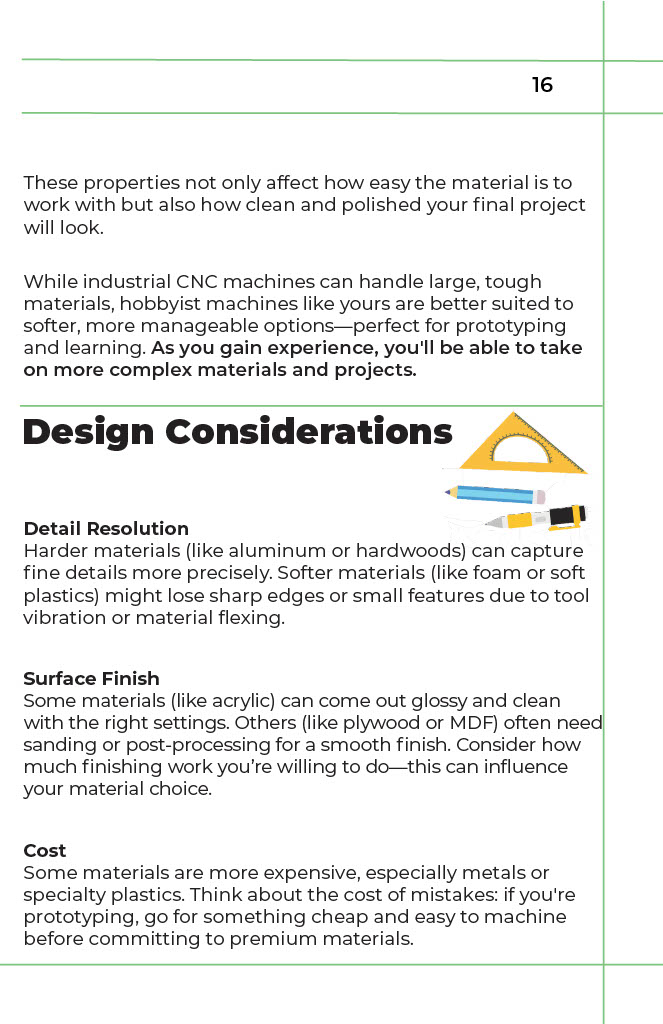 16
These properties not only affect how easy the material is to
work with but also how clean and polished your final project
will look.
While industrial CNC machines can handle large, tough
materials, hobbyist machines like yours are better suited to
softer, more manageable options—perfect for prototyping
and learning. As you gain experience, you'll be able to take
on more complex materials and projects.
Design Considerations
Detail Resolution
Harder materials (like aluminum or hardwoods) can capture
fine details more precisely. Softer materials (like foam or soft
plastics) might lose sharp edges or small features due to tool
vibration or material flexing.
Surface Finish
Some materials (like acrylic) can come out glossy and clean
with the right settings. Others (like plywood or MDF) often need
sanding or post-processing for a smooth finish. Consider how
much finishing work you’re willing to do—this can influence
your material choice.
Cost
Some materials are more expensive, especially metals or
specialty plastics. Think about the cost of mistakes: if you're
prototyping, go for something cheap and easy to machine
before committing to premium materials.